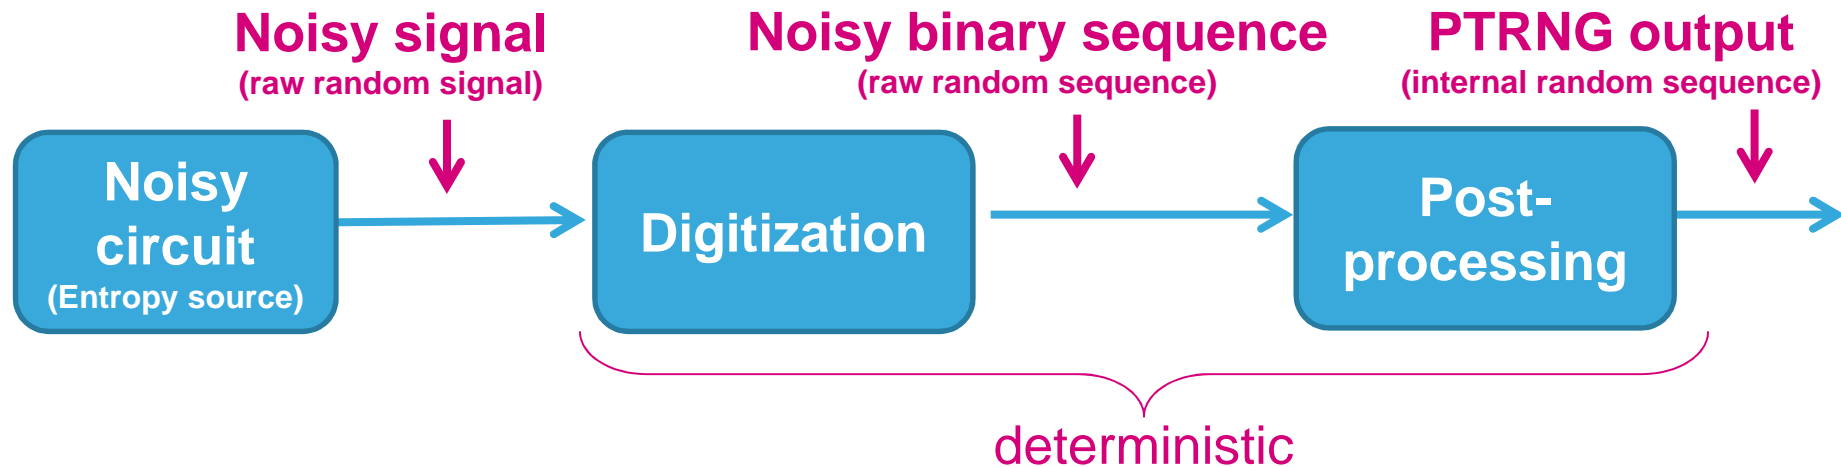 Noisy signal
(raw random signal)
Noisy binary sequence
(raw random sequence)
PTRNG output
(internal random sequence)
Noisy
circuit
(Entropy source)
Digitization
Post-
processing
deterministic